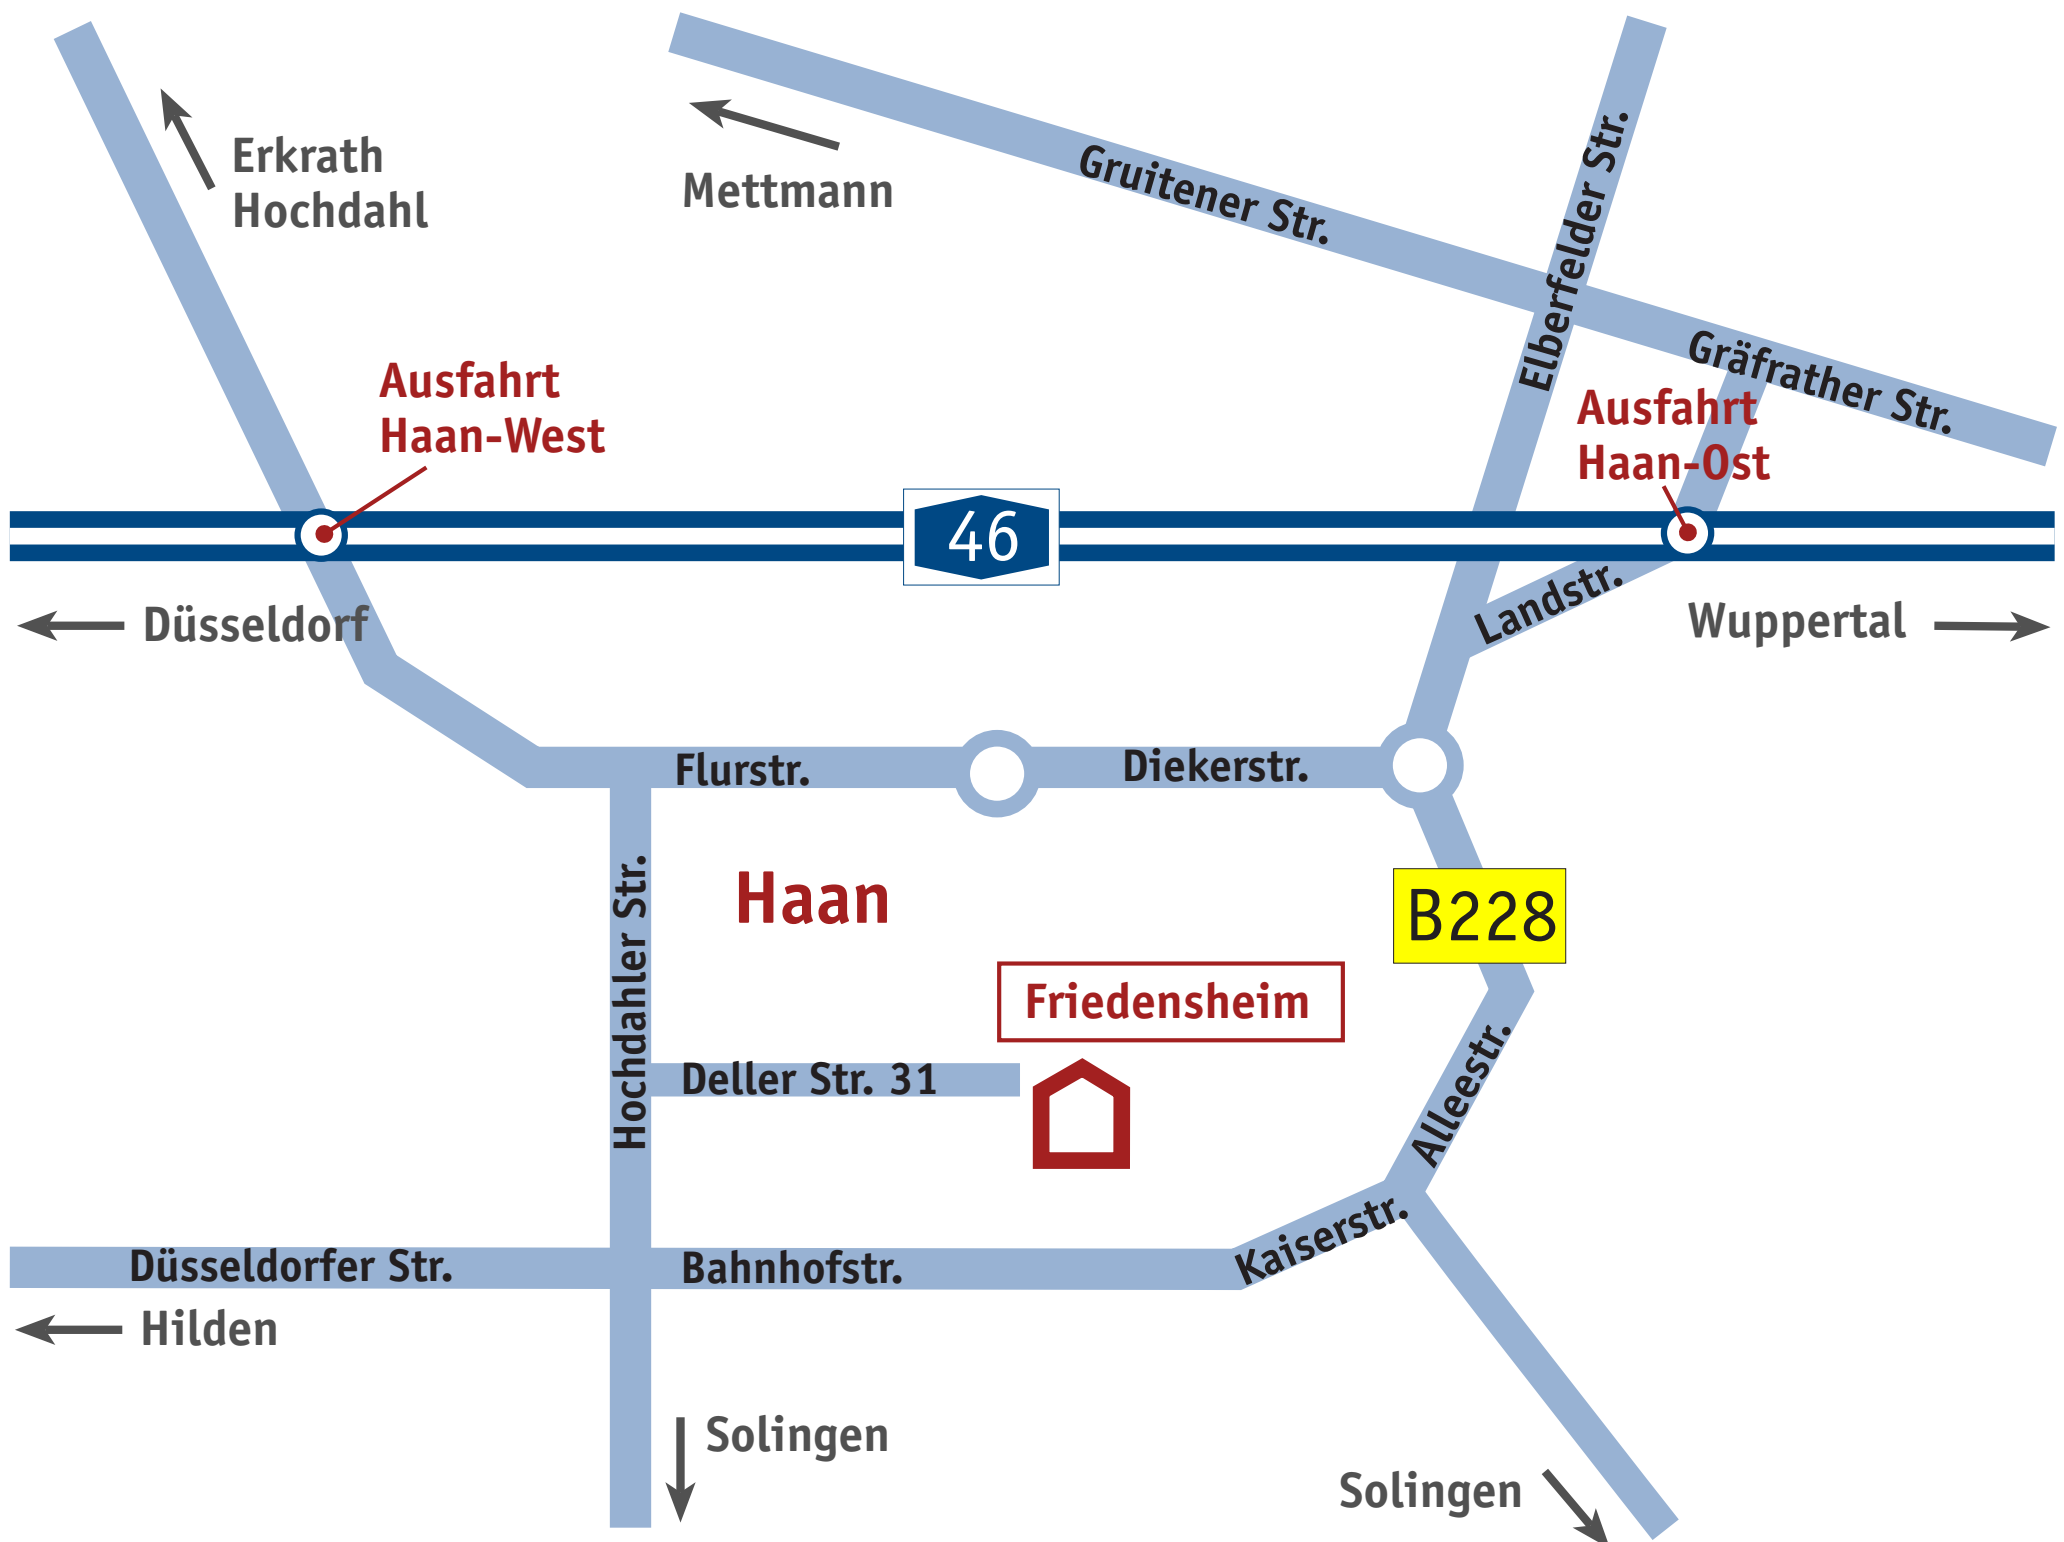 Erkrath
Hochdahl
Mettmann
Gruitener Str.
Elberfelder Str.
Gräfrather Str.
Ausfahrt
Haan-West
Ausfahrt
Haan-Ost
46
Düsseldorf
Landstr.
Wuppertal
Flurstr.
Diekerstr.
Hochdahler Str.
Haan
B228
Friedensheim
Deller Str. 31
Alleestr.
Kaiserstr.
Düsseldorfer Str.
Bahnhofstr.
Hilden
Solingen
Solingen